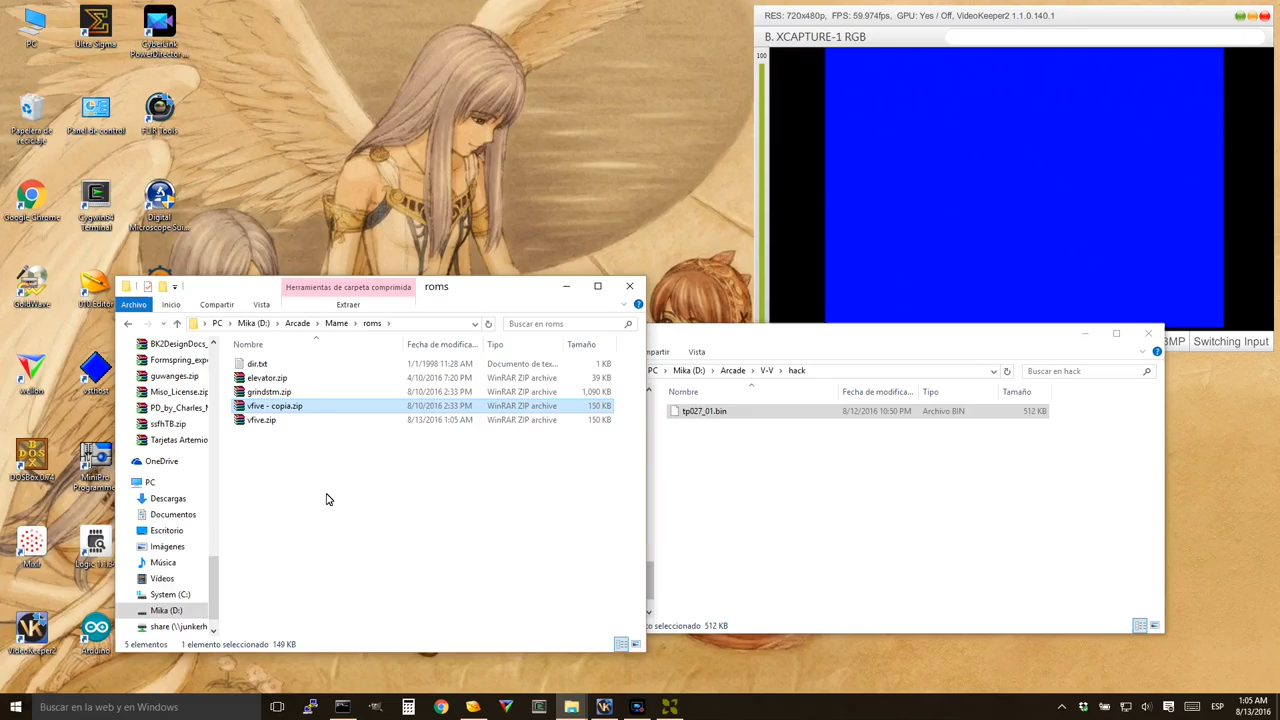 PC
Ultra Sigma
CyberLink
PowerDirector ...
Papelera de
reciclaje
Panel de control
FLIR Tools
Google Chrome
Cygwin64
Terminal
Digital
Microscope Sui...
GoldWave
010 Editor
welion
vsthost
DOSBox 0.74
MiniPro
Programme
Mixir
Logic 1.1.34
VideoKeeper2
Arduino
RES: 720x480p, FPS: 59.974fps, GPU: Yes / Off, VideoKeeper2 1.1.0.140.1
B. XCAPTURE-1 RGB
100
BMP Switching Input
Herramientas de carpeta comprimida roms
Archivo Inicio Compartir Vista Extraer
PC > Mika (D:) > Arcade > Mame > roms >
Buscar en roms
Nombre Fecha de modifica... Tipo Tamaño
dir.txt 1/1/1998 11:28 AM Documento de tex... 1 KB
elevator.zip 4/10/2016 7:20 PM WinRAR ZIP archive 39 KB
grindstm.zip 8/10/2016 2:33 PM WinRAR ZIP archive 1,090 KB
vfive - copia.zip 8/10/2016 2:33 PM WinRAR ZIP archive 150 KB
vfive.zip 8/13/2016 1:05 AM WinRAR ZIP archive 150 KB
BK2DesignDocs_
Formspring_exp
guwanges.zip
Miso_License.zip
PD_by_Charles_M
ssfhTB.zip
Tarjetas Artemio
OneDrive
PC
Descargas
Documentos
Escritorio
Imágenes
Música
Vídeos
System (C:)
Mika (D:)
share (\\junkerh
5 elementos 1 elemento seleccionado 149 KB
mpartir Vista
PC > Mika (D:) > Arcade > V-V > hack
Buscar en hack
Nombre Fecha de modifica... Tipo Tamaño
tp027_01.bin 8/12/2016 10:50 PM Archivo BIN 512 KB
o seleccionado 512 KB
Buscar en la web y en Windows
ESP
1:05 AM
8/13/2016